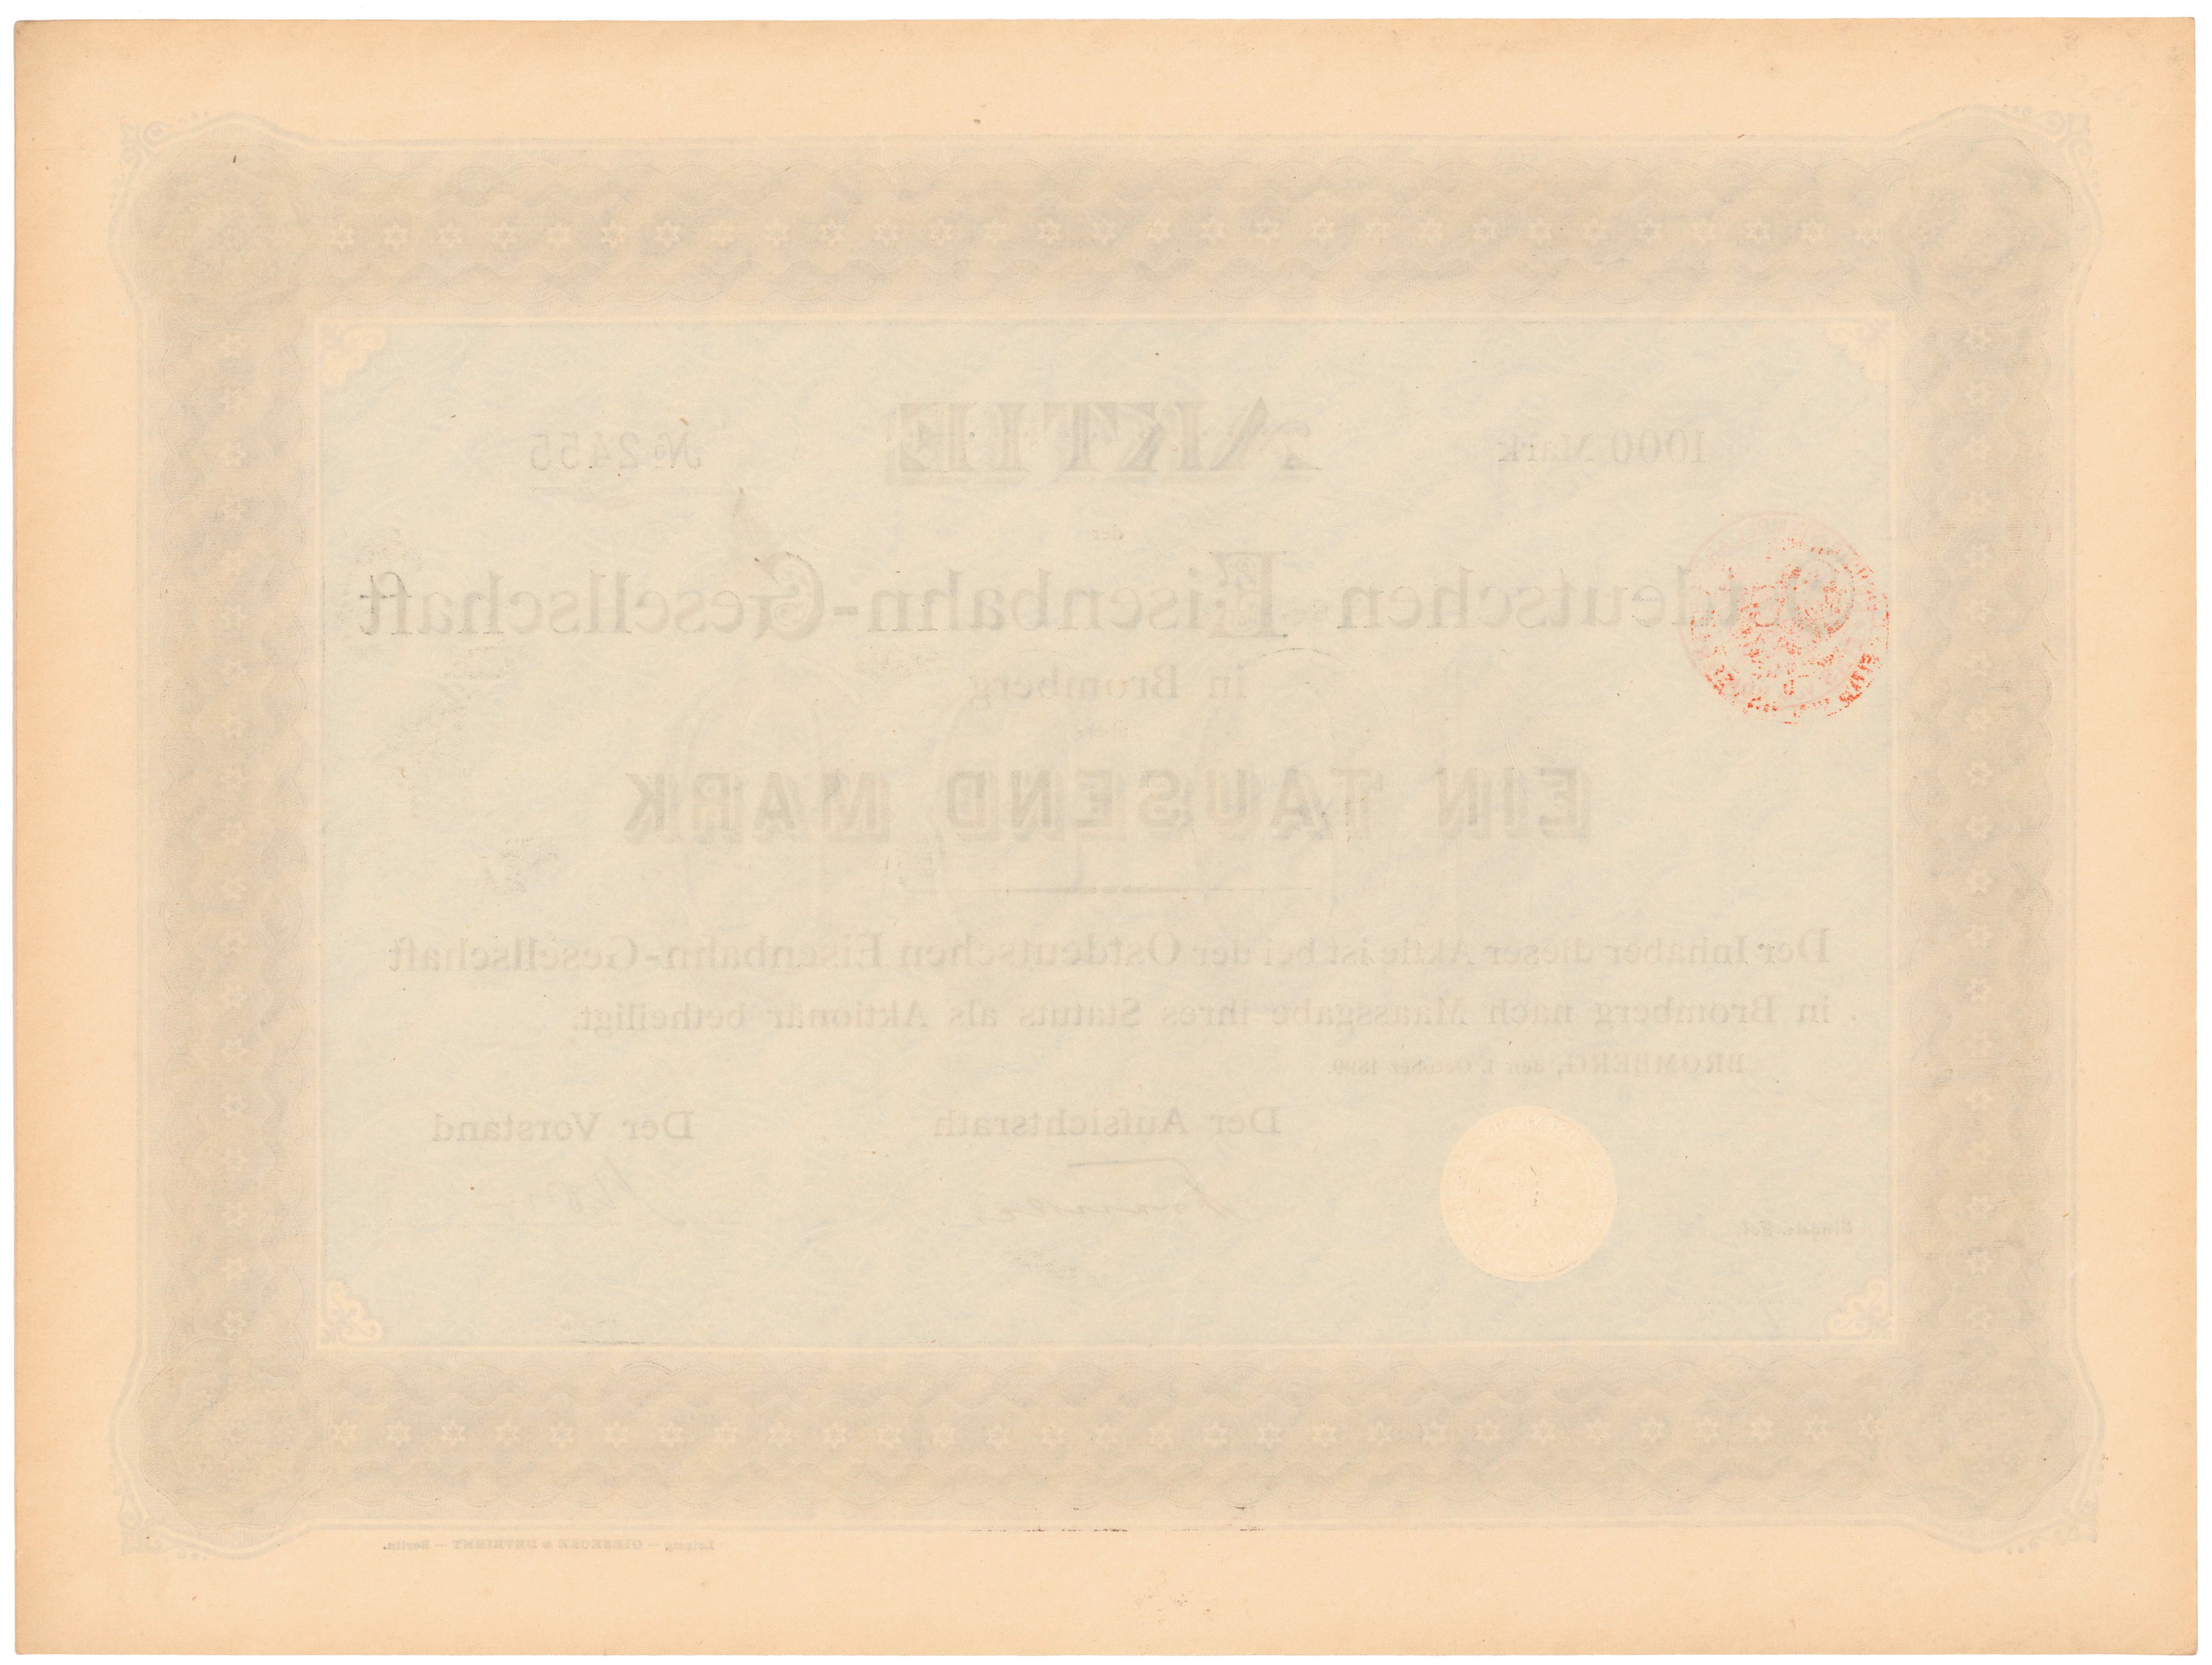 1000 Mark AKTIE № 2455
der
Ostdeutschen Eisenbahn-Gesellschaft
in Bromberg
über
EIN TAUSEND MARK
Der Inhaber dieser Aktie ist bei der Ostdeutschen Eisenbahn-Gesellschaft
in Bromberg nach Maassgabe ihres Statuts als Aktionär betheiligt.
BROMBERG, den 1. October 1899.
Der Aufsichtsrath Der Vorstand
Leipzig — GIESECKE & DEVRIENT — Berlin.